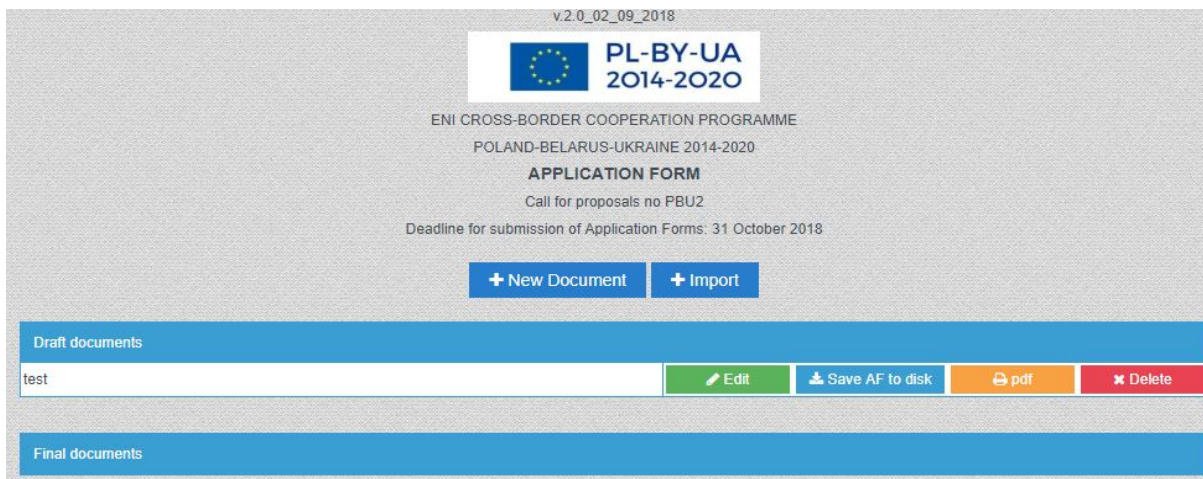 v.2.0_02_09_2018
PL-BY-UA
2014-2020
ENI CROSS-BORDER COOPERATION PROGRAMME
POLAND-BELARUS-UKRAINE 2014-2020
APPLICATION FORM
Call for proposals no PBU2
Deadline for submission of Application Forms: 31 October 2018
+ New Document + Import
Draft documents
test Edit Save AF to disk pdf Delete
Final documents